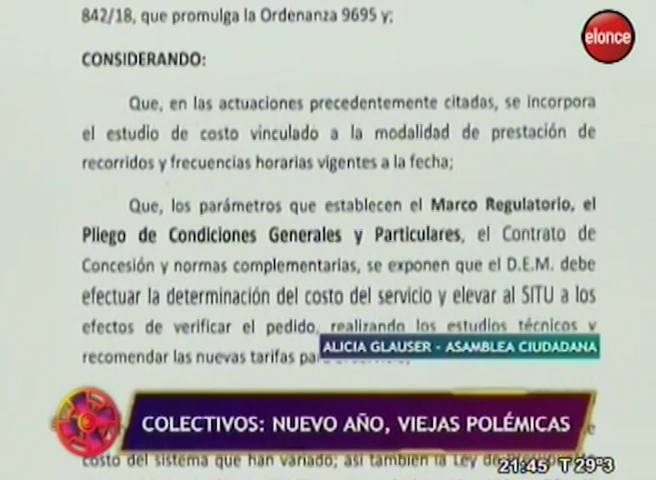 842/18, que promulga la Ordenanza 9695 y;
elonce
CONSIDERANDO:
Que, en las actuaciones precedentemente citadas, se incorpora
el estudio de costo vinculado a la modalidad de prestación de
recorridos y frecuencias horarias vigentes a la fecha;
Que, los parámetros que establecen el Marco Regulatorio, el
Pliego de Condiciones Generales y Particulares, el Contrato de
Concesión y normas complementarias, se exponen que el D.E.M. debe
efectuar la determinación del costo del servicio y elevar al SITU a los
efectos de verificar el pedido, realizando los estudios técnicos y
recomendar las nuevas tarifas
ALICIA GLAUSER - ASAMBLEA CIUDADANA
COLECTIVOS: NUEVO AÑO, VIEJAS POLÉMICAS
costo del sistema que han variado; así también la Ley de
21:45 T 29°3